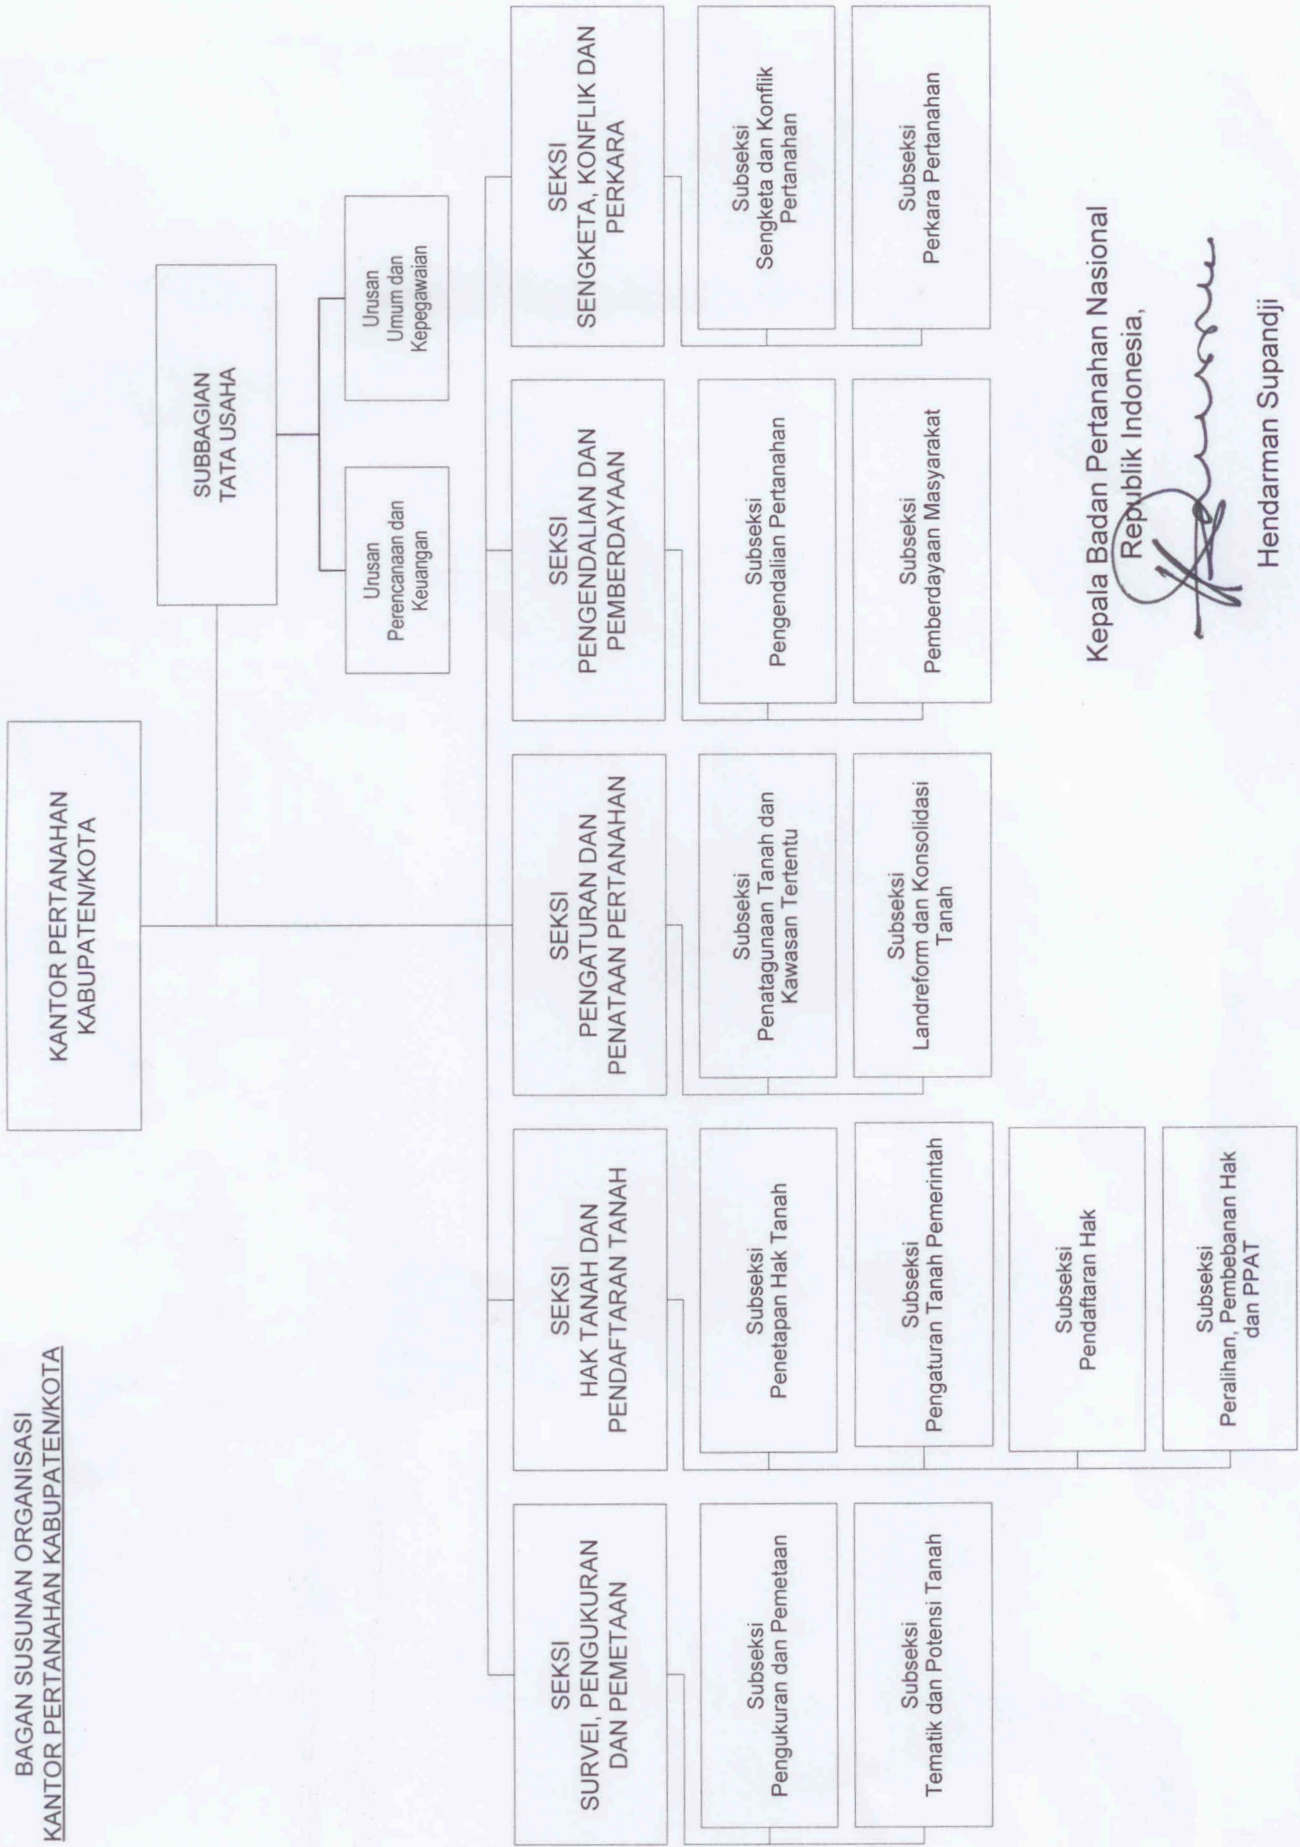 BAGAN SUSUNAN ORGANISASI
KANTOR PERTANAHAN KABUPATEN/KOTA
KANTOR PERTANAHAN
KABUPATEN/KOTA
SUBBAGIAN
TATA USAHA
Urusan
Perencanaan dan
Keuangan
Urusan
Umum dan
Kepegawaian
SEKSI
SURVEI, PENGUKURAN
DAN PEMETAAN
Subseksi
Pengukuran dan Pemetaan
Subseksi
Tematik dan Potensi Tanah
SEKSI
HAK TANAH DAN
PENDAFTARAN TANAH
Subseksi
Penetapan Hak Tanah
Subseksi
Pengaturan Tanah Pemerintah
Subseksi
Pendaftaran Hak
Subseksi
Peralihan, Pembebanan Hak
dan PPAT
SEKSI
PENGATURAN DAN
PENATAAN PERTANAHAN
Subseksi
Penatagunaan Tanah dan
Kawasan Tertentu
Subseksi
Landreform dan Konsolidasi
Tanah
SEKSI
PENGENDALIAN DAN
PEMBERDAYAAN
Subseksi
Pengendalian Pertanahan
Subseksi
Pemberdayaan Masyarakat
SEKSI
SENGKETA, KONFLIK DAN
PERKARA
Subseksi
Sengketa dan Konflik
Pertanahan
Subseksi
Perkara Pertanahan
Kepala Badan Pertanahan Nasional
Republik Indonesia,
Hendarman Supandji